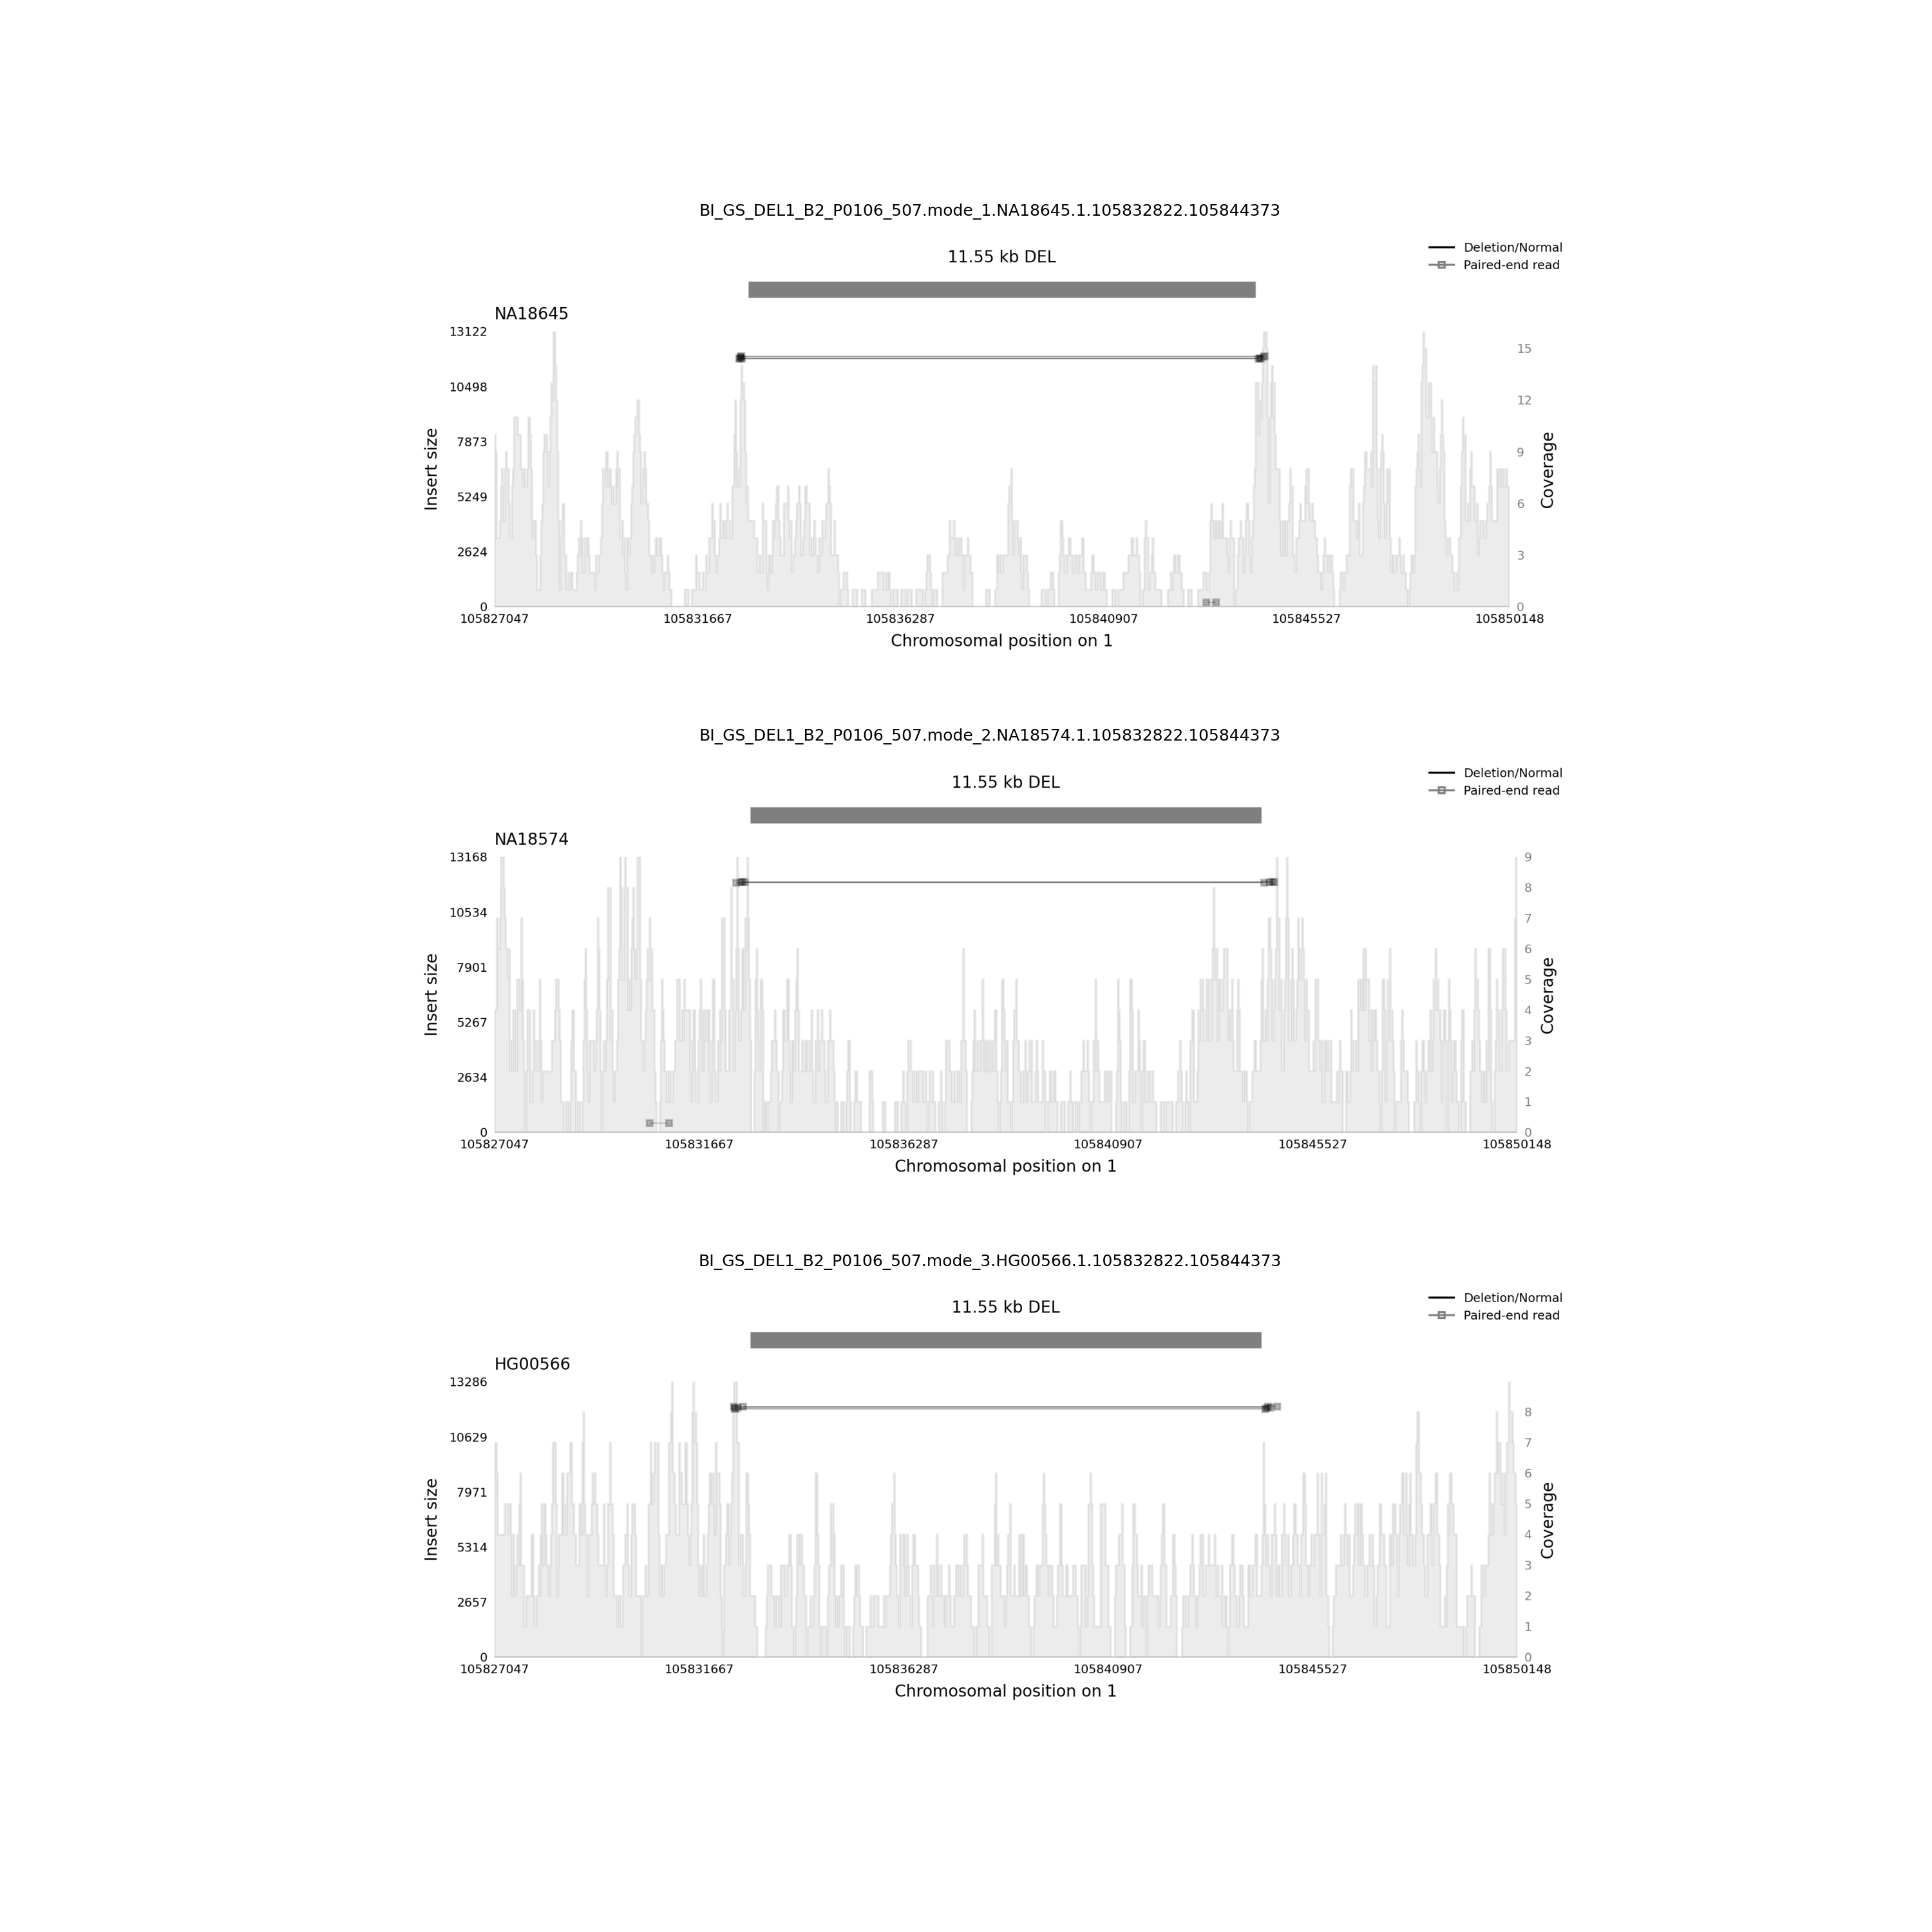 BI_GS_DEL1_B2_P0106_507.mode_1.NA18645.1.105832822.105844373
11.55 kb DEL
Deletion/Normal
Paired-end read
NA18645
13122
10498
7873
5249
2624
0
Insert size
15
12
9
6
3
0
Coverage
105827047 105831667 105836287 105840907 105845527 105850148
Chromosomal position on 1
BI_GS_DEL1_B2_P0106_507.mode_2.NA18574.1.105832822.105844373
11.55 kb DEL
Deletion/Normal
Paired-end read
NA18574
13168
10534
7901
5267
2634
0
Insert size
9
8
7
6
5
4
3
2
1
0
Coverage
105827047 105831667 105836287 105840907 105845527 105850148
Chromosomal position on 1
BI_GS_DEL1_B2_P0106_507.mode_3.HG00566.1.105832822.105844373
11.55 kb DEL
Deletion/Normal
Paired-end read
HG00566
13286
10629
7971
5314
2657
0
Insert size
8
7
6
5
4
3
2
1
0
Coverage
105827047 105831667 105836287 105840907 105845527 105850148
Chromosomal position on 1